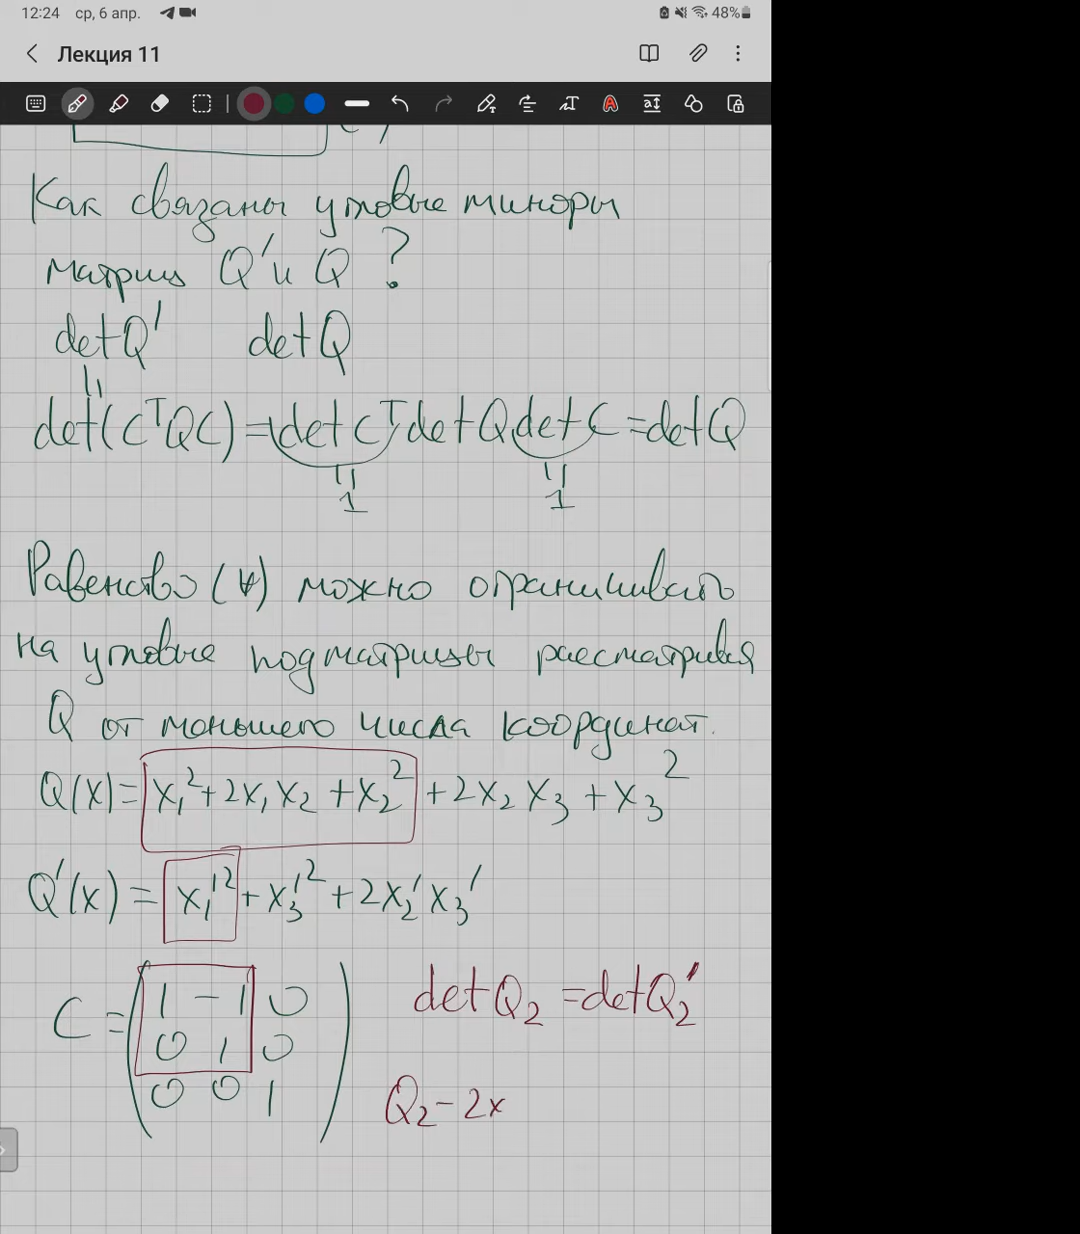 12:24 ср, 6 апр. 48%
Лекция 11
Как связаны угловые миноры
матриц Q' и Q ?
det Q' det Q
det(CᵀQC) = det Cᵀ det Q det C = det Q
1 1
Равенство (∀) можно ограничивать
на угловые подматрицы рассматривая
Q от меньшего числа координат.
Q(x) = x₁² + 2x₁x₂ + x₂² + 2x₂x₃ + x₃²
Q'(x) = x₁'² + x₃'² + 2x₂'x₃'
C = (1 -1 0 det Q₂ = det Q₂'
0 1 0
0 0 1) Q₂ - 2x